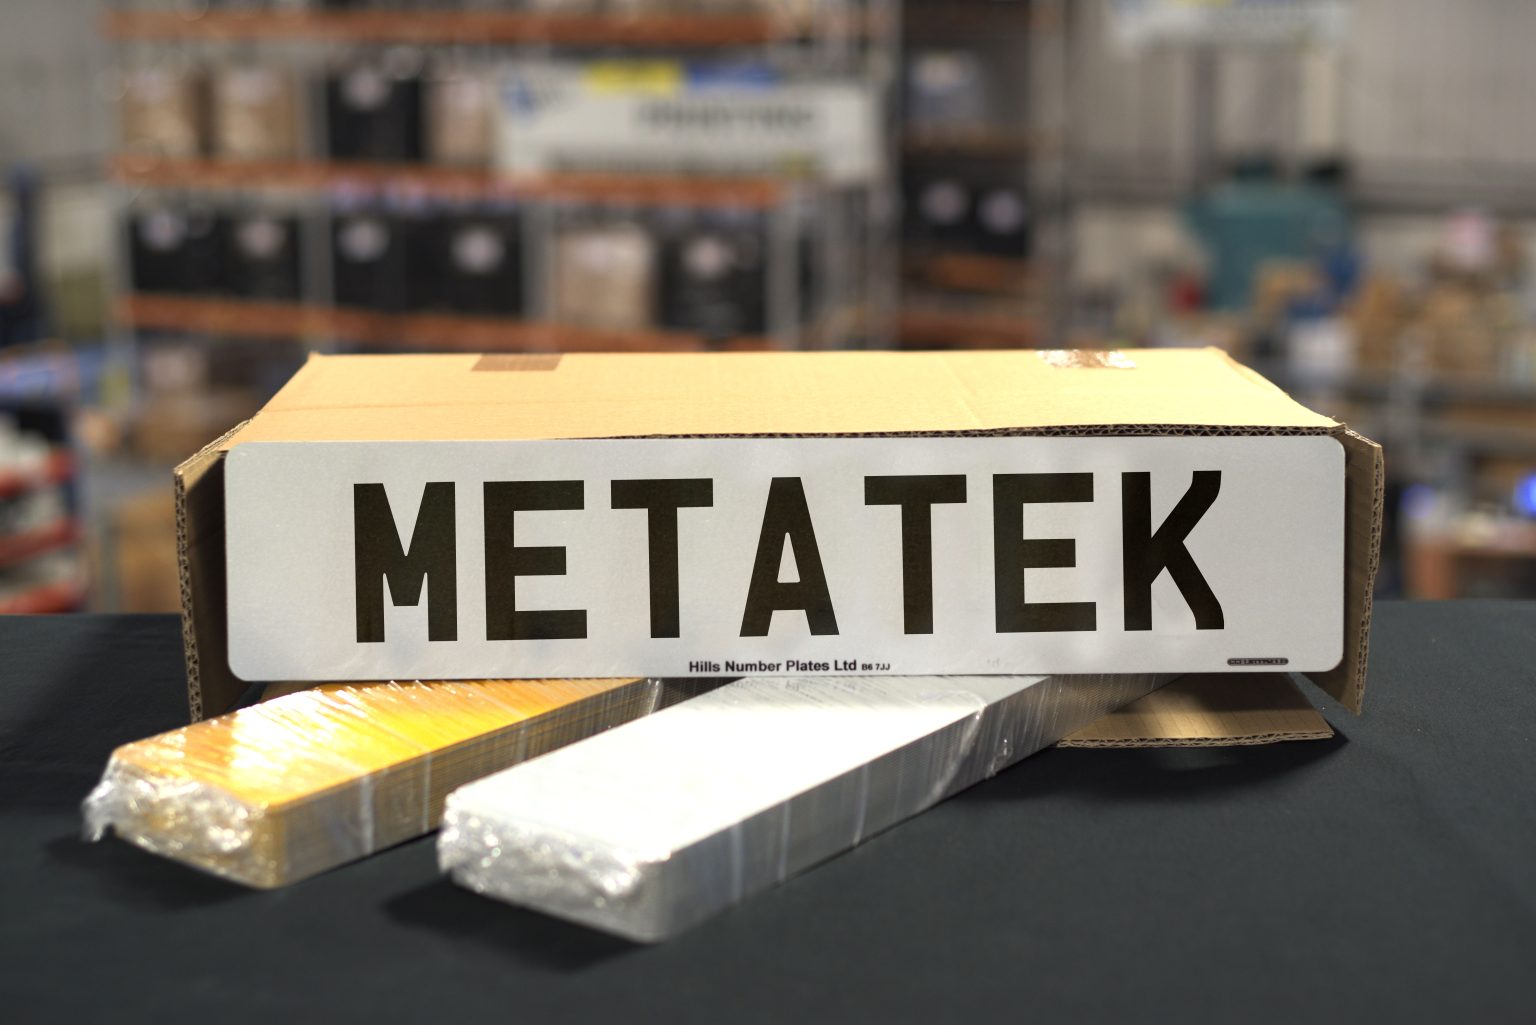 METATEK
Hills Number Plates Ltd B6 7JJ